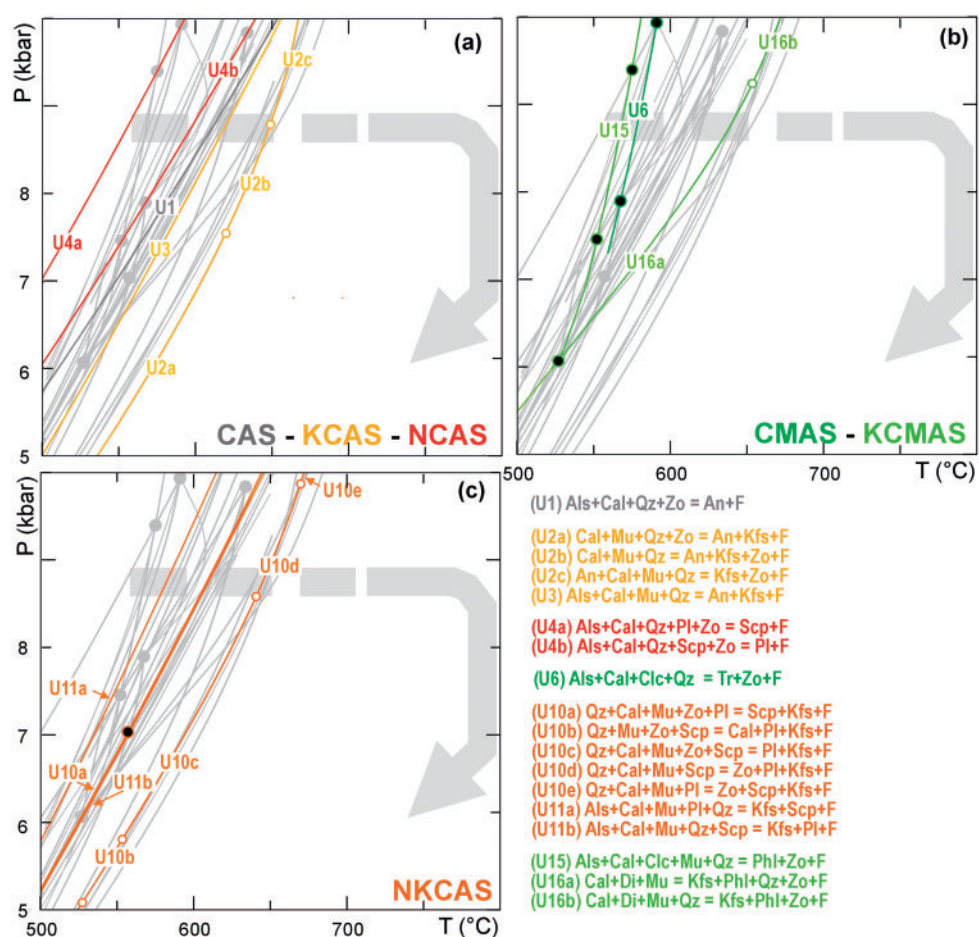 500 600 700
500 600 700
P (kbar)
(a)
U4b
U2c
U2b
U1
U3
U4a
U2a
8
7
6
5
CAS - KCAS - NCAS
(b)
U16b
U6
U15
U16a
CMAS - KCMAS
500 600 700 T (°C)
P (kbar)
(c)
U10e
U10d
U11a
U10a
U11b
U10c
U10b
8
7
6
5
NKCAS
500 600 700 T (°C)
(U1) Als+Cal+Qz+Zo = An+F
(U2a) Cal+Mu+Qz+Zo = An+Kfs+F
(U2b) Cal+Mu+Qz = An+Kfs+Zo+F
(U2c) An+Cal+Mu+Qz = Kfs+Zo+F
(U3) Als+Cal+Mu+Qz = An+Kfs+F
(U4a) Als+Cal+Qz+Pl+Zo = Scp+F
(U4b) Als+Cal+Qz+Scp+Zo = Pl+F
(U6) Als+Cal+Clc+Qz = Tr+Zo+F
(U10a) Qz+Cal+Mu+Zo+Pl = Scp+Kfs+F
(U10b) Qz+Mu+Zo+Scp = Cal+Pl+Kfs+F
(U10c) Qz+Cal+Mu+Zo+Scp = Pl+Kfs+F
(U10d) Qz+Cal+Mu+Scp = Zo+Pl+Kfs+F
(U10e) Qz+Cal+Mu+Pl = Zo+Scp+Kfs+F
(U11a) Als+Cal+Mu+Pl+Qz = Kfs+Scp+F
(U11b) Als+Cal+Mu+Qz+Scp = Kfs+Pl+F
(U15) Als+Cal+Clc+Mu+Qz = Phl+Zo+F
(U16a) Cal+Di+Mu = Kfs+Phl+Qz+Zo+F
(U16b) Cal+Di+Mu+Qz = Kfs+Phl+Zo+F